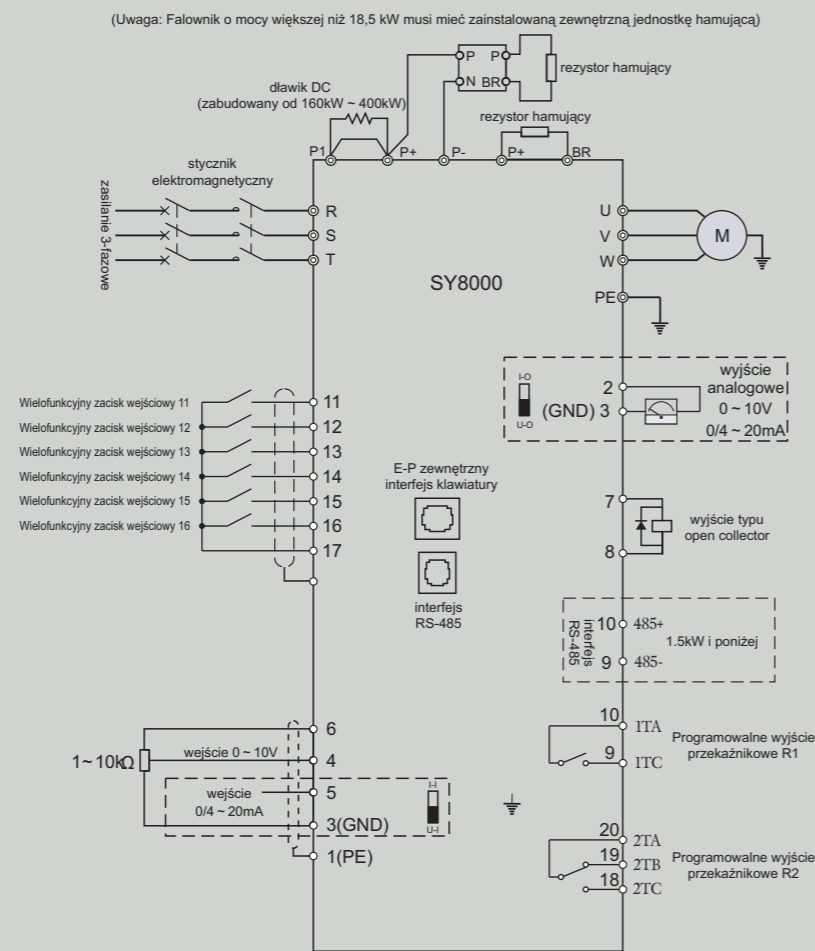 (Uwaga: Falownik o mocy większej niż 18,5 kW musi mieć zainstalowaną zewnętrzną jednostkę hamującą)
P P
N BR
rezystor hamujący
dławik DC
(zabudowany od 160kW ~ 400kW)
rezystor hamujący
P1 P+ P- P+ BR
stycznik
elektromagnetyczny
zasilanie 3-fazowe
R
S
T
U
V
W
M
PE
SY8000
Wielofunkcyjny zacisk wejściowy 11
11
Wielofunkcyjny zacisk wejściowy 12
12
Wielofunkcyjny zacisk wejściowy 13
13
Wielofunkcyjny zacisk wejściowy 14
14
Wielofunkcyjny zacisk wejściowy 15
15
Wielofunkcyjny zacisk wejściowy 16
16
17
E-P zewnętrzny
interfejs klawiatury
interfejs
RS-485
I-O
U-O
2
(GND) 3
wyjście
analogowe
0 ~ 10V
0/4 ~ 20mA
7
8
wyjście typu
open collector
interfejs
RS-485
10 485+
9 485-
1.5kW i poniżej
10 1TA
9 1TC
Programowalne wyjście
przekaźnikowe R1
20 2TA
19 2TB
18 2TC
Programowalne wyjście
przekaźnikowe R2
1~ 10kΩ
6
wejście 0 ~ 10V
4
wejście
0/4 ~ 20mA
5
I-I
U-I
3(GND)
1(PE)